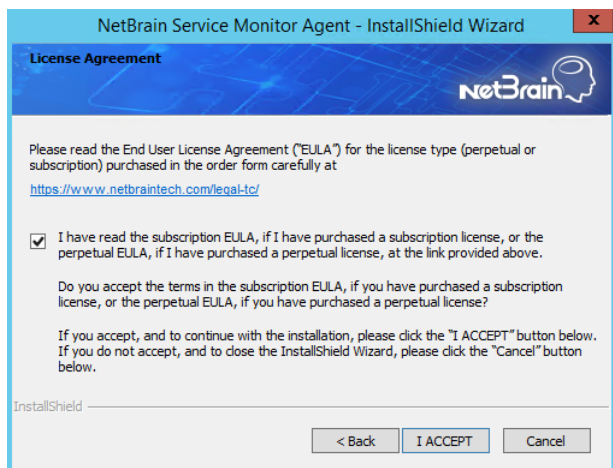 NetBrain Service Monitor Agent - InstallShield Wizard
x
License Agreement
NetBrain
Please read the End User License Agreement ("EULA") for the license type (perpetual or
subscription) purchased in the order form carefully at
https://www.netbraintech.com/legal-tc/
I have read the subscription EULA, if I have purchased a subscription license, or the
perpetual EULA, if I have purchased a perpetual license, at the link provided above.
Do you accept the terms in the subscription EULA, if you have purchased a subscription
license, or the perpetual EULA, if you have purchased a perpetual license?
If you accept, and to continue with the installation, please click the "I ACCEPT" button below.
If you do not accept, and to close the InstallShield Wizard, please click the "Cancel" button
below.
InstallShield
< Back I ACCEPT Cancel